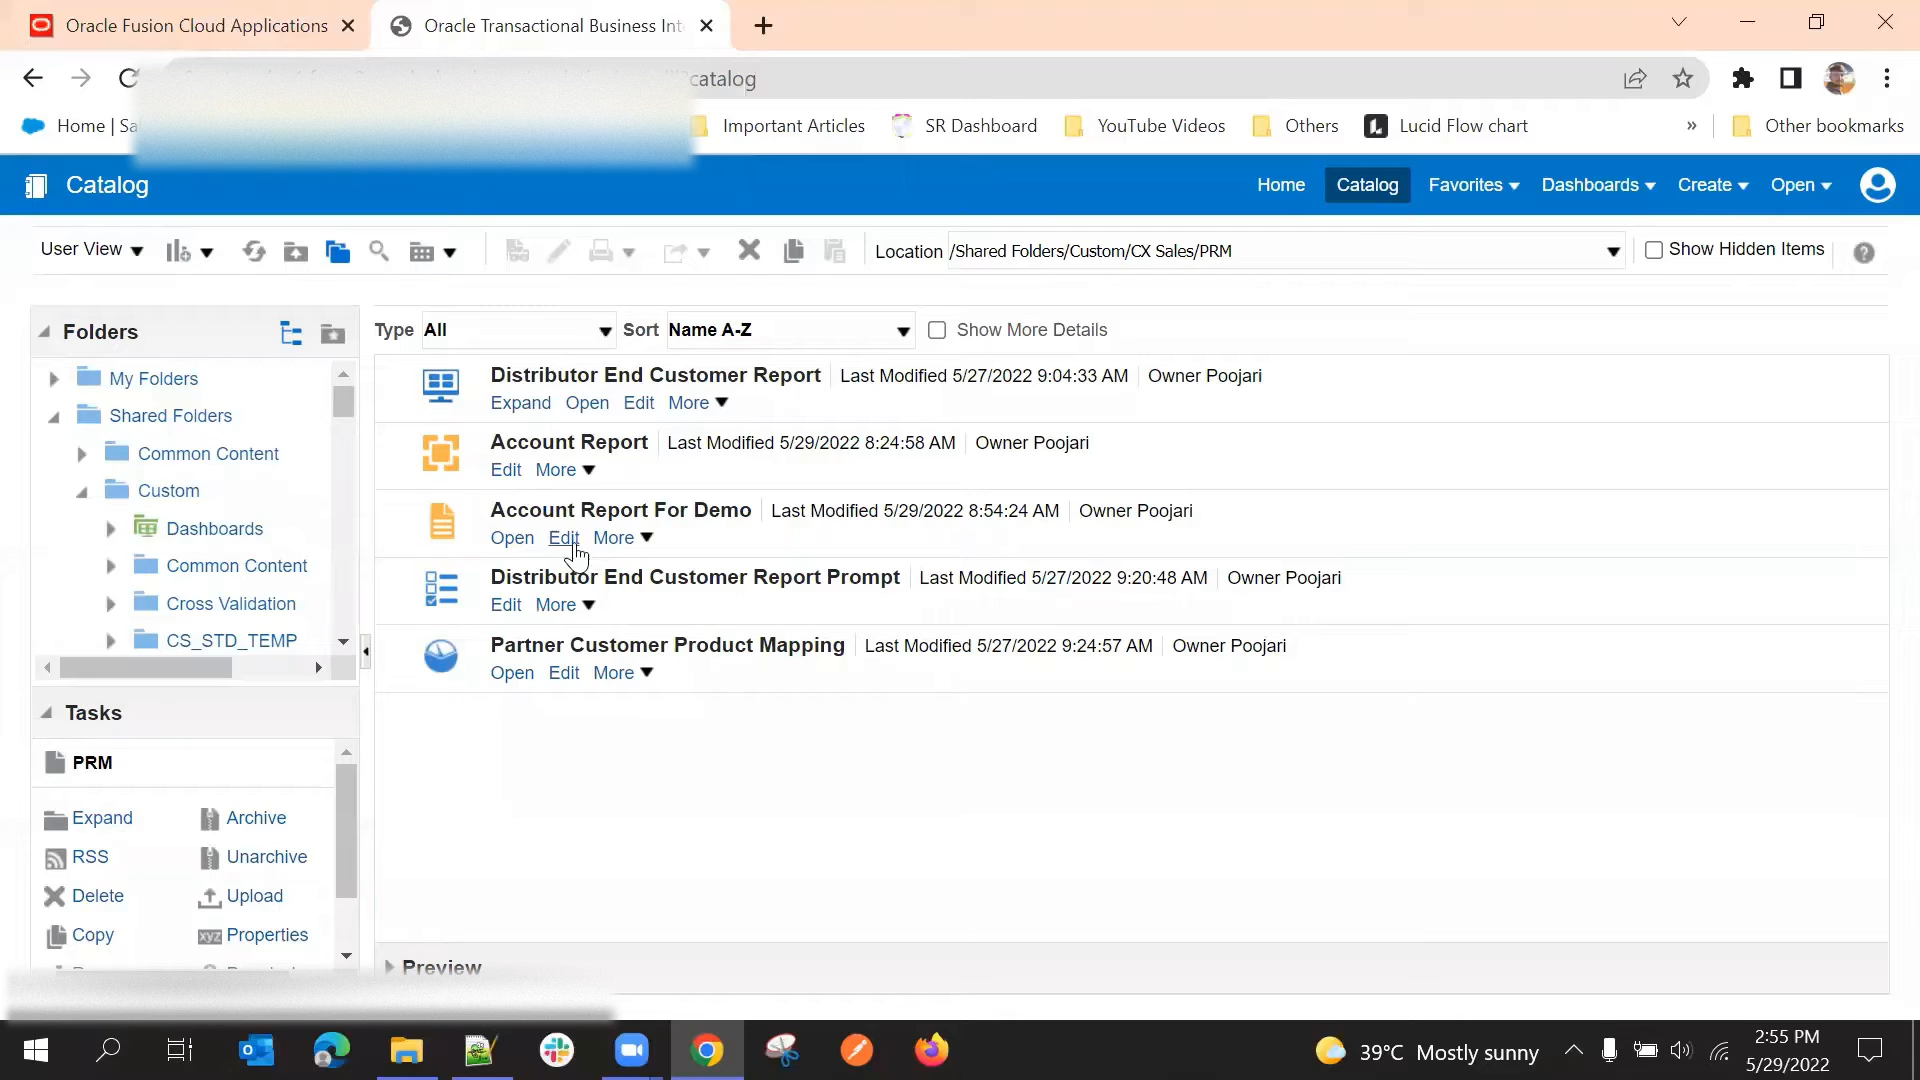 Oracle Fusion Cloud Applications
Oracle Transactional Business Int
catalog
Home | Sa
Important Articles
SR Dashboard
YouTube Videos
Others
Lucid Flow chart
»
Other bookmarks
Catalog
Home
Catalog
Favorites
Dashboards
Create
Open
User View
Location /Shared Folders/Custom/CX Sales/PRM
Show Hidden Items
Folders
My Folders
Shared Folders
Common Content
Custom
Dashboards
Common Content
Cross Validation
CS_STD_TEMP
Tasks
PRM
Expand
Archive
RSS
Unarchive
Delete
Upload
Copy
xyz Properties
Type All
Sort Name A-Z
Show More Details
Distributor End Customer Report Last Modified 5/27/2022 9:04:33 AM Owner Poojari
Expand Open Edit More
Account Report Last Modified 5/29/2022 8:24:58 AM Owner Poojari
Edit More
Account Report For Demo Last Modified 5/29/2022 8:54:24 AM Owner Poojari
Open Edit More
Distributor End Customer Report Prompt Last Modified 5/27/2022 9:20:48 AM Owner Poojari
Edit More
Partner Customer Product Mapping Last Modified 5/27/2022 9:24:57 AM Owner Poojari
Open Edit More
Preview
39°C Mostly sunny
2:55 PM
5/29/2022